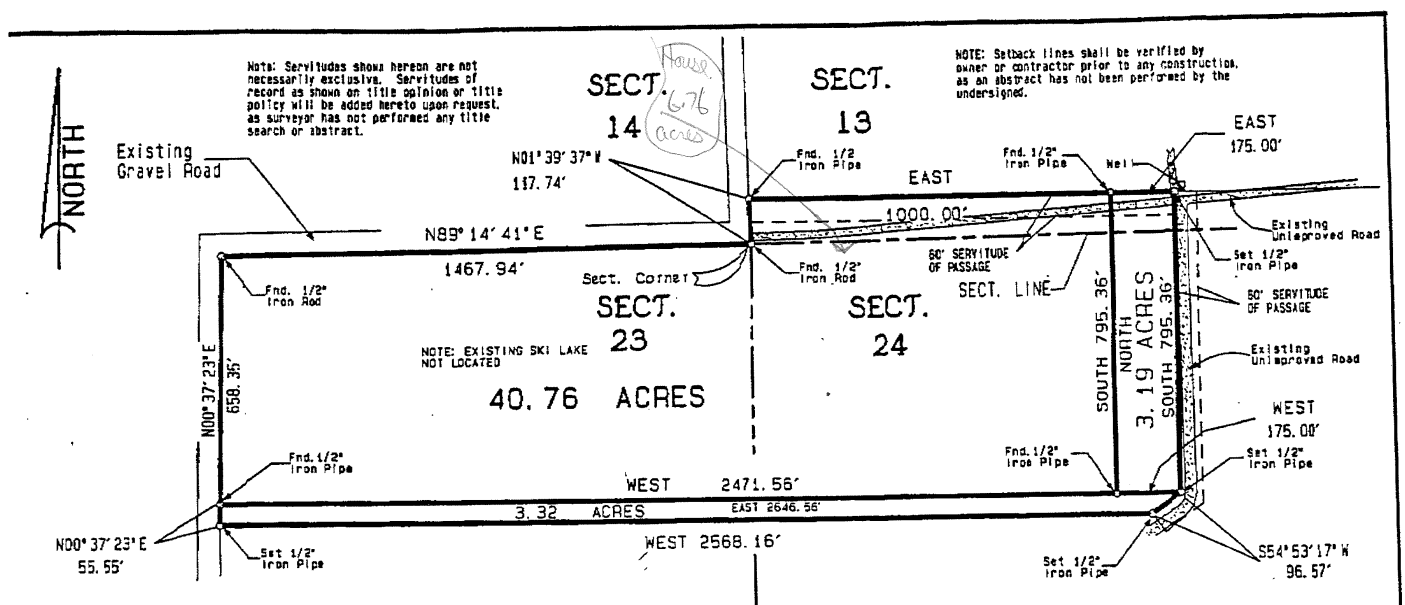 Note: Servitudes shown hereon are not
necessarily exclusive. Servitudes of
record as shown on title opinion or title
policy will be added hereto upon request,
as surveyor has not performed any title
search or abstract.
SECT.
14
House
6.76
acres
SECT.
13
NOTE: Setback lines shall be verified by
owner or contractor prior to any construction,
as an abstract has not been performed by the
undersigned.
NORTH
Existing
Gravel Road
N01° 39' 37" W
117.74'
Fnd. 1/2
Iron Pipe
Fnd. 1/2"
Iron Pipe
Well
EAST
175.00'
EAST
1000.00'
N89° 14' 41" E
1467.94'
Fnd. 1/2"
Iron Rod
Sect. Corner
Fnd. 1/2"
Iron Rod
60' SERVITUDE
OF PASSAGE
SECT. LINE
Existing
Unimproved Road
Set 1/2"
Iron Pipe
60' SERVITUDE
OF PASSAGE
SECT.
23
SECT.
24
NOTE: EXISTING SKI LAKE
NOT LOCATED
40.76 ACRES
N00° 37' 23" E
658.35'
SOUTH 795.36'
NORTH
3.19 ACRES
SOUTH 795.36'
Existing
Unimproved Road
WEST
175.00'
Fnd. 1/2"
Iron Pipe
Fnd. 1/2"
Iron Pipe
Set 1/2"
Iron Pipe
WEST 2471.56'
3.32 ACRES
EAST 2646.56'
WEST 2568.16'
N00° 37' 23" E
55.55'
Set 1/2"
Iron Pipe
Set 1/2"
Iron Pipe
S54° 53' 17" W
96.57'